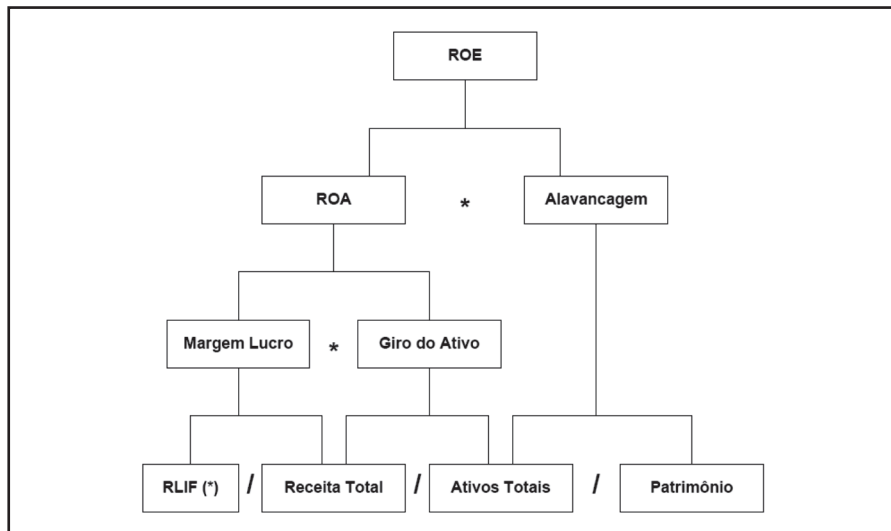 ROE
ROA * Alavancagem
Margem Lucro * Giro do Ativo
RLIF (*) / Receita Total / Ativos Totais / Patrimônio